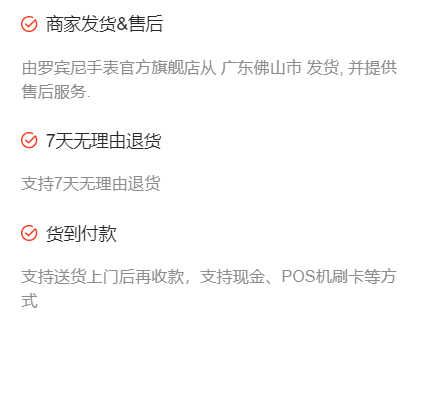 商家发货&售后
由罗宾尼手表官方旗舰店从 广东佛山市 发货, 并提供
售后服务.
7天无理由退货
支持7天无理由退货
货到付款
支持送货上门后再收款，支持现金、POS机刷卡等方
式